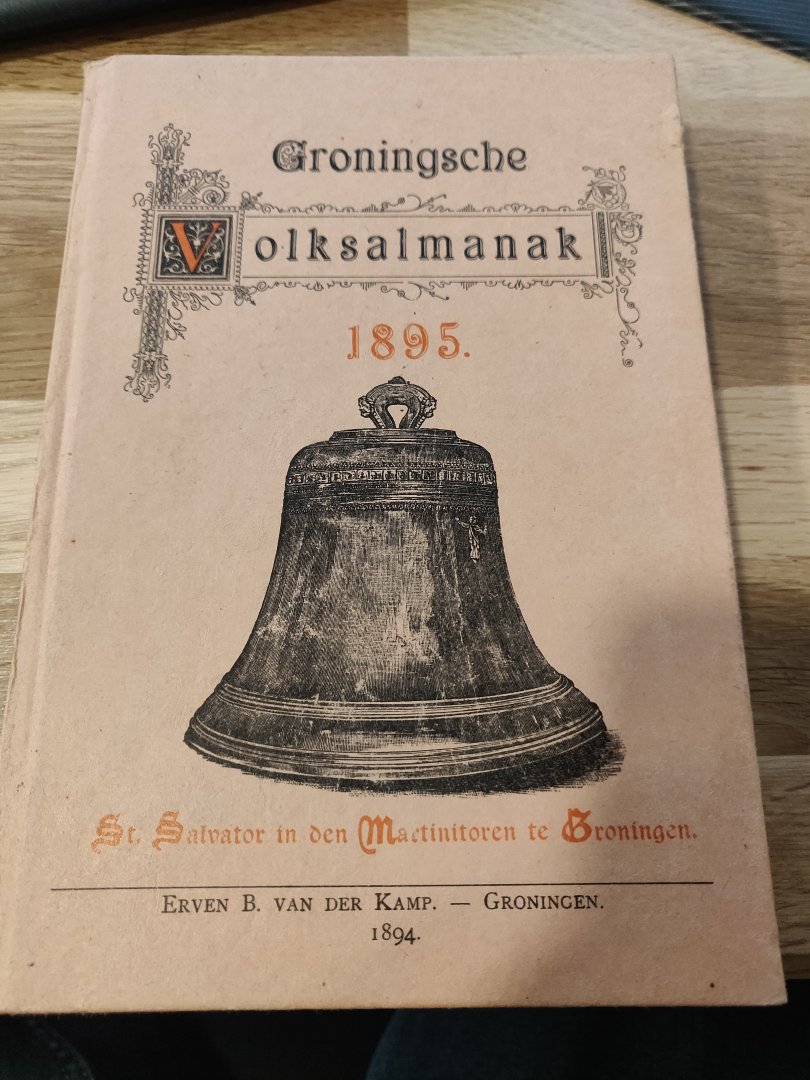 Groningsche
Volksalmanak
1895.
St. Salvator in den Martinitoren te Groningen.
Erven B. van der Kamp. — Groningen.
1894.